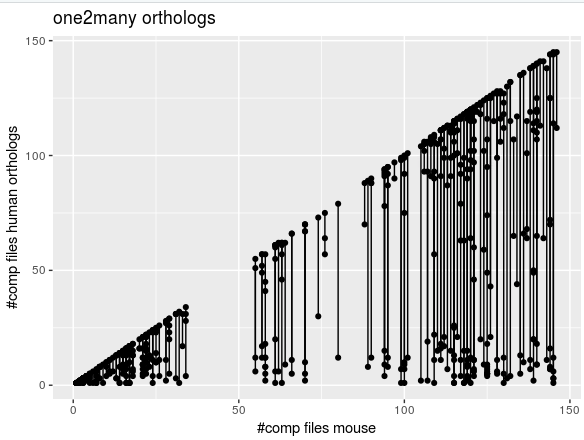 one2many orthologs
150
100
50
0
#comp files human orthologs
0
50
100
150
#comp files mouse